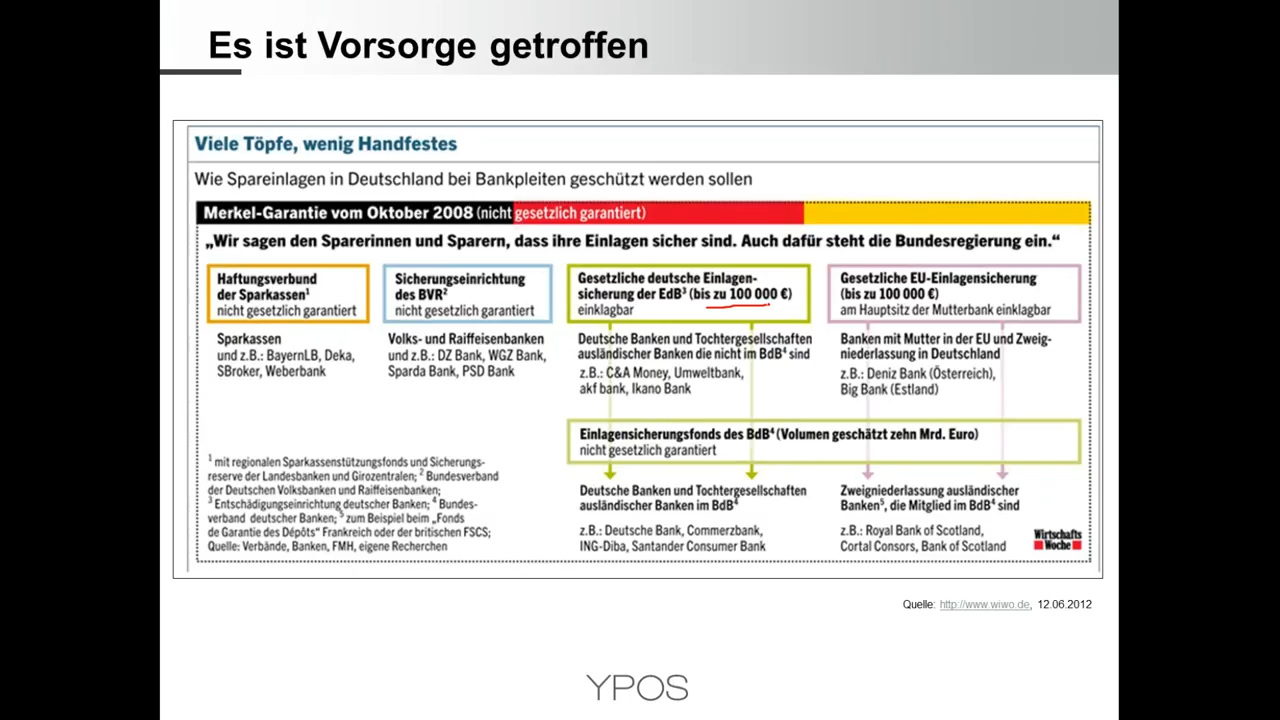 Es ist Vorsorge getroffen
Viele Töpfe, wenig Handfestes
Wie Spareinlagen in Deutschland bei Bankpleiten geschützt werden sollen
Merkel-Garantie vom Oktober 2008 (nicht gesetzlich garantiert)
„Wir sagen den Sparerinnen und Sparern, dass ihre Einlagen sicher sind. Auch dafür steht die Bundesregierung ein.“
Haftungsverbund
der Sparkassen¹
nicht gesetzlich garantiert
Sparkassen
und z.B.: BayernLB, Deka,
SBroker, Weberbank
Sicherungseinrichtung
des BVR²
nicht gesetzlich garantiert
Volks- und Raiffeisenbanken
und z.B.: DZ Bank, WGZ Bank,
Sparda Bank, PSD Bank
Gesetzliche deutsche Einlagen-
sicherung der EdB³ (bis zu 100 000 €)
einklagbar
Deutsche Banken und Tochtergesellschaften
ausländischer Banken die nicht im BdB⁴ sind
z.B.: C&A Money, Umweltbank,
akf bank, Ikano Bank
Gesetzliche EU-Einlagensicherung
(bis zu 100 000 €)
am Hauptsitz der Mutterbank einklagbar
Banken mit Mutter in der EU und Zweig-
niederlassung in Deutschland
z.B.: Deniz Bank (Österreich),
Big Bank (Estland)
Einlagensicherungsfonds des BdB⁴ (Volumen geschätzt zehn Mrd. Euro)
nicht gesetzlich garantiert
Deutsche Banken und Tochtergesellschaften
ausländischer Banken im BdB⁴
z.B.: Deutsche Bank, Commerzbank,
ING-Diba, Santander Consumer Bank
Zweigniederlassung ausländischer
Banken⁵, die Mitglied im BdB⁴ sind
z.B.: Royal Bank of Scotland,
Cortal Consors, Bank of Scotland
¹ mit regionalen Sparkassenstützungsfonds und Sicherungs-
reserve der Landesbanken und Girozentralen; ² Bundesverband
der Deutschen Volksbanken und Raiffeisenbanken;
³ Entschädigungseinrichtung deutscher Banken; ⁴ Bundes-
verband deutscher Banken; ⁵ zum Beispiel beim „Fonds
de Garantie des Dépôts“ Frankreich oder der britischen FSCS;
Quelle: Verbände, Banken, FMH, eigene Recherchen
Wirtschafts
Woche
Quelle: http://www.wiwo.de, 12.06.2012
YPOS